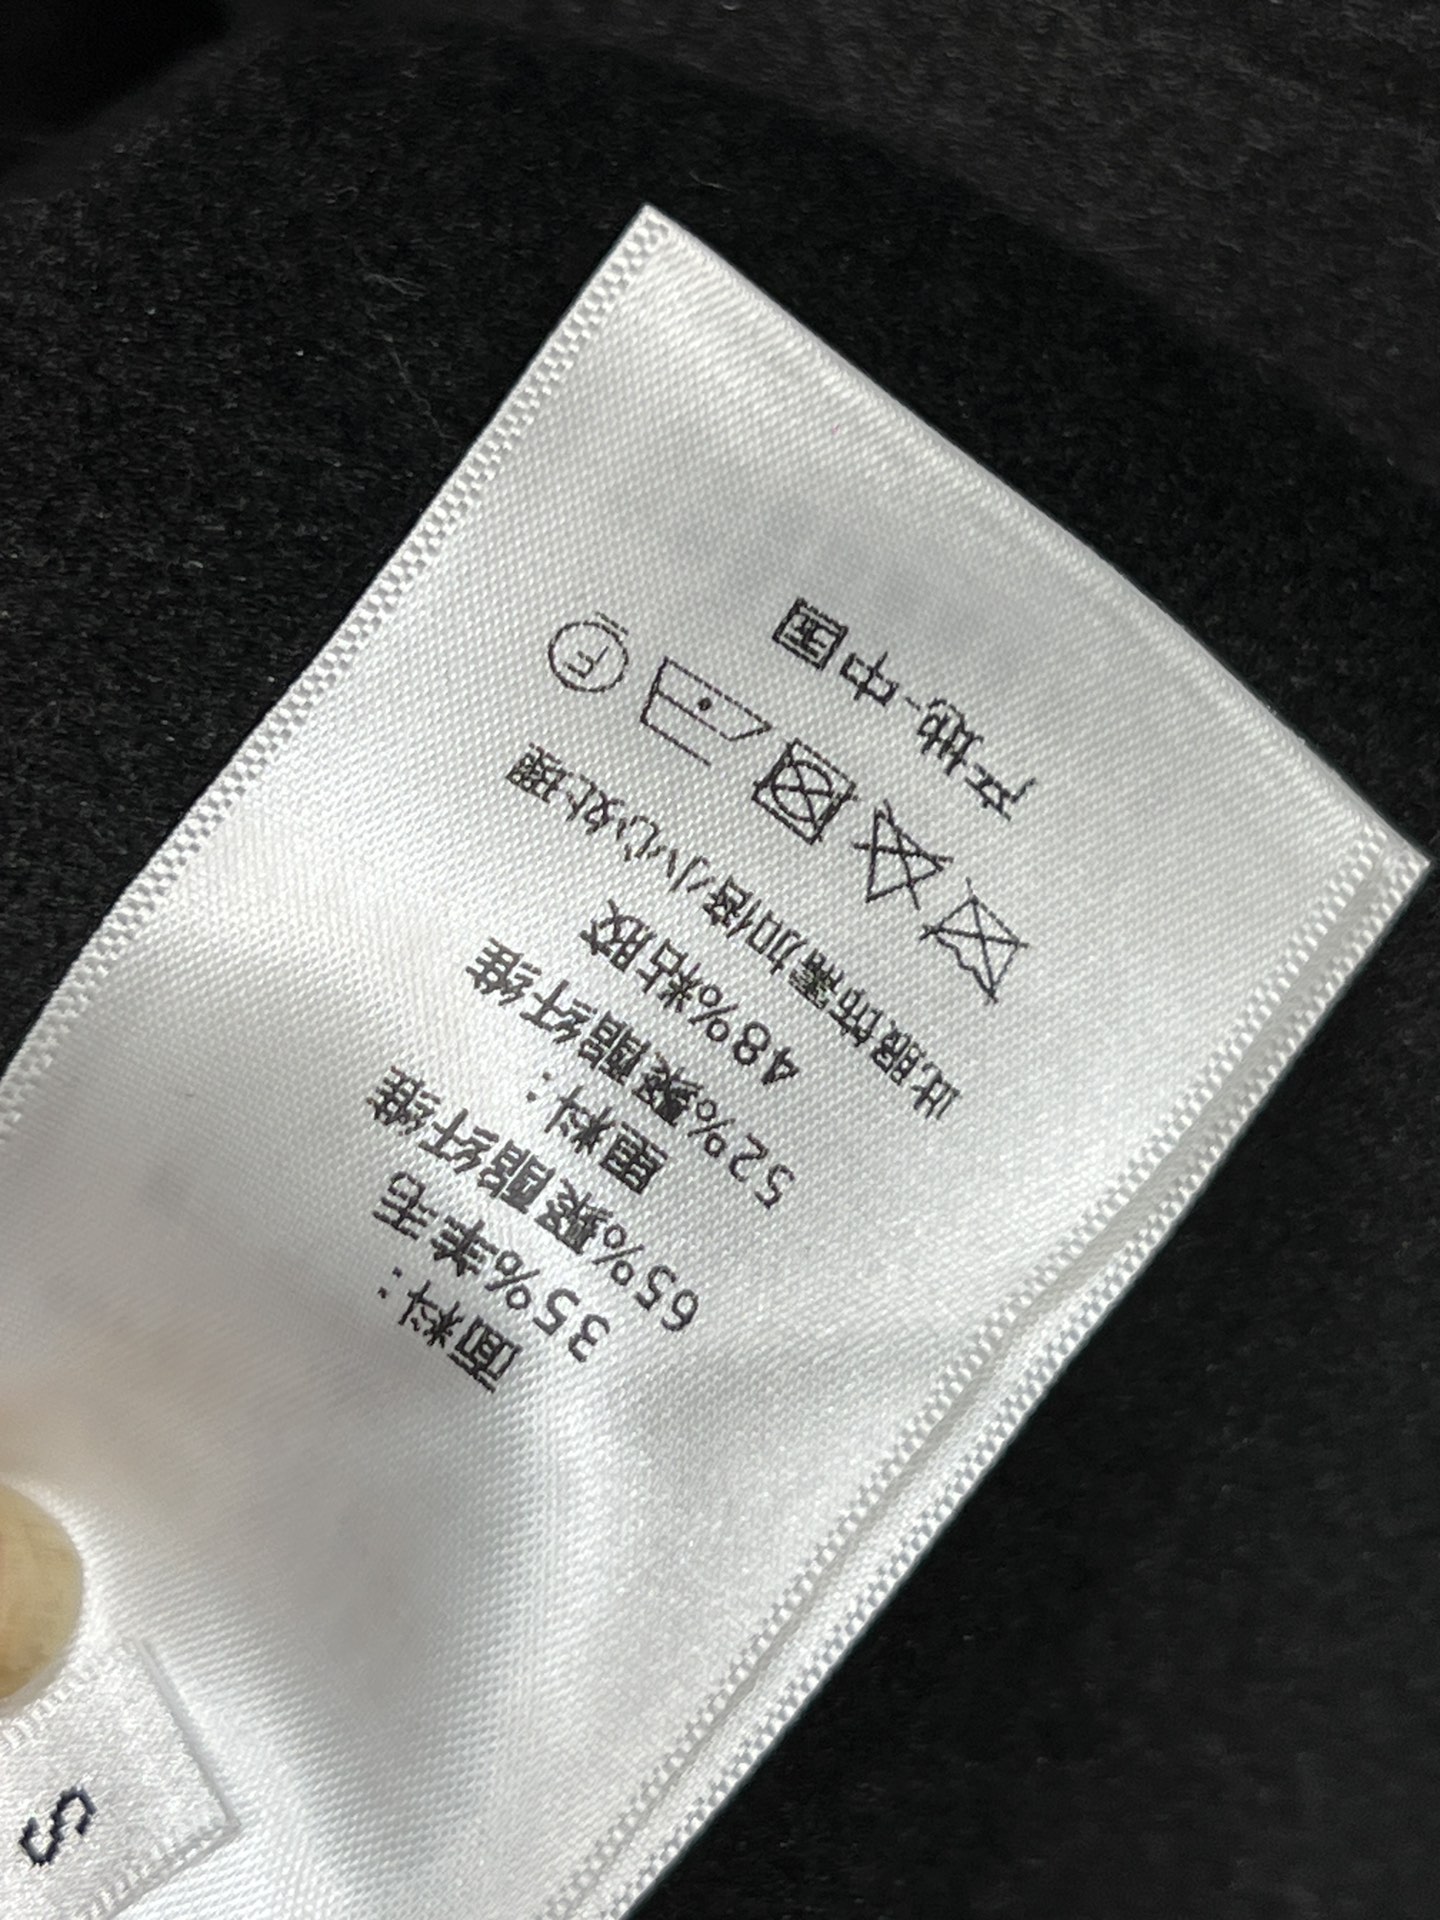 面料：
35%羊毛
65%聚酯纤维
里料：
52%聚酯纤维
48%粘胶
此服饰需加倍小心处理
F
产地-中国
S